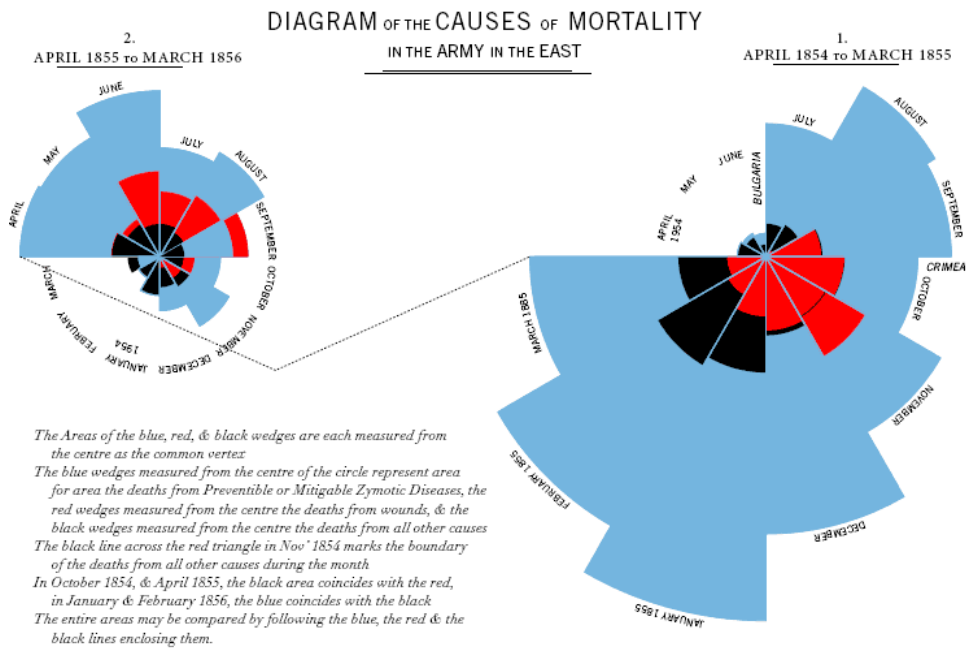 DIAGRAM OF THE CAUSES OF MORTALITY
IN THE ARMY IN THE EAST
2.
APRIL 1855 TO MARCH 1856
1.
APRIL 1854 TO MARCH 1855
JUNE
MAY
APRIL
JULY
AUGUST
SEPTEMBER
OCTOBER
NOVEMBER
DECEMBER
JANUARY
1954
FEBRUARY
MARCH
APRIL
1954
MAY
JUNE
BULGARIA
JULY
AUGUST
SEPTEMBER
CRIMEA
OCTOBER
NOVEMBER
DECEMBER
JANUARY 1855
FEBRUARY 1855
MARCH 1885
The Areas of the blue, red, & black wedges are each measured from
the centre as the common vertex
The blue wedges measured from the centre of the circle represent area
for area the deaths from Preventible or Mitigable Zymotic Diseases, the
red wedges measured from the centre the deaths from wounds, & the
black wedges measured from the centre the deaths from all other causes
The black line across the red triangle in Nov' 1854 marks the boundary
of the deaths from all other causes during the month
In October 1854, & April 1855, the black area coincides with the red,
in January & February 1856, the blue coincides with the black
The entire areas may be compared by following the blue, the red & the
black lines enclosing them.